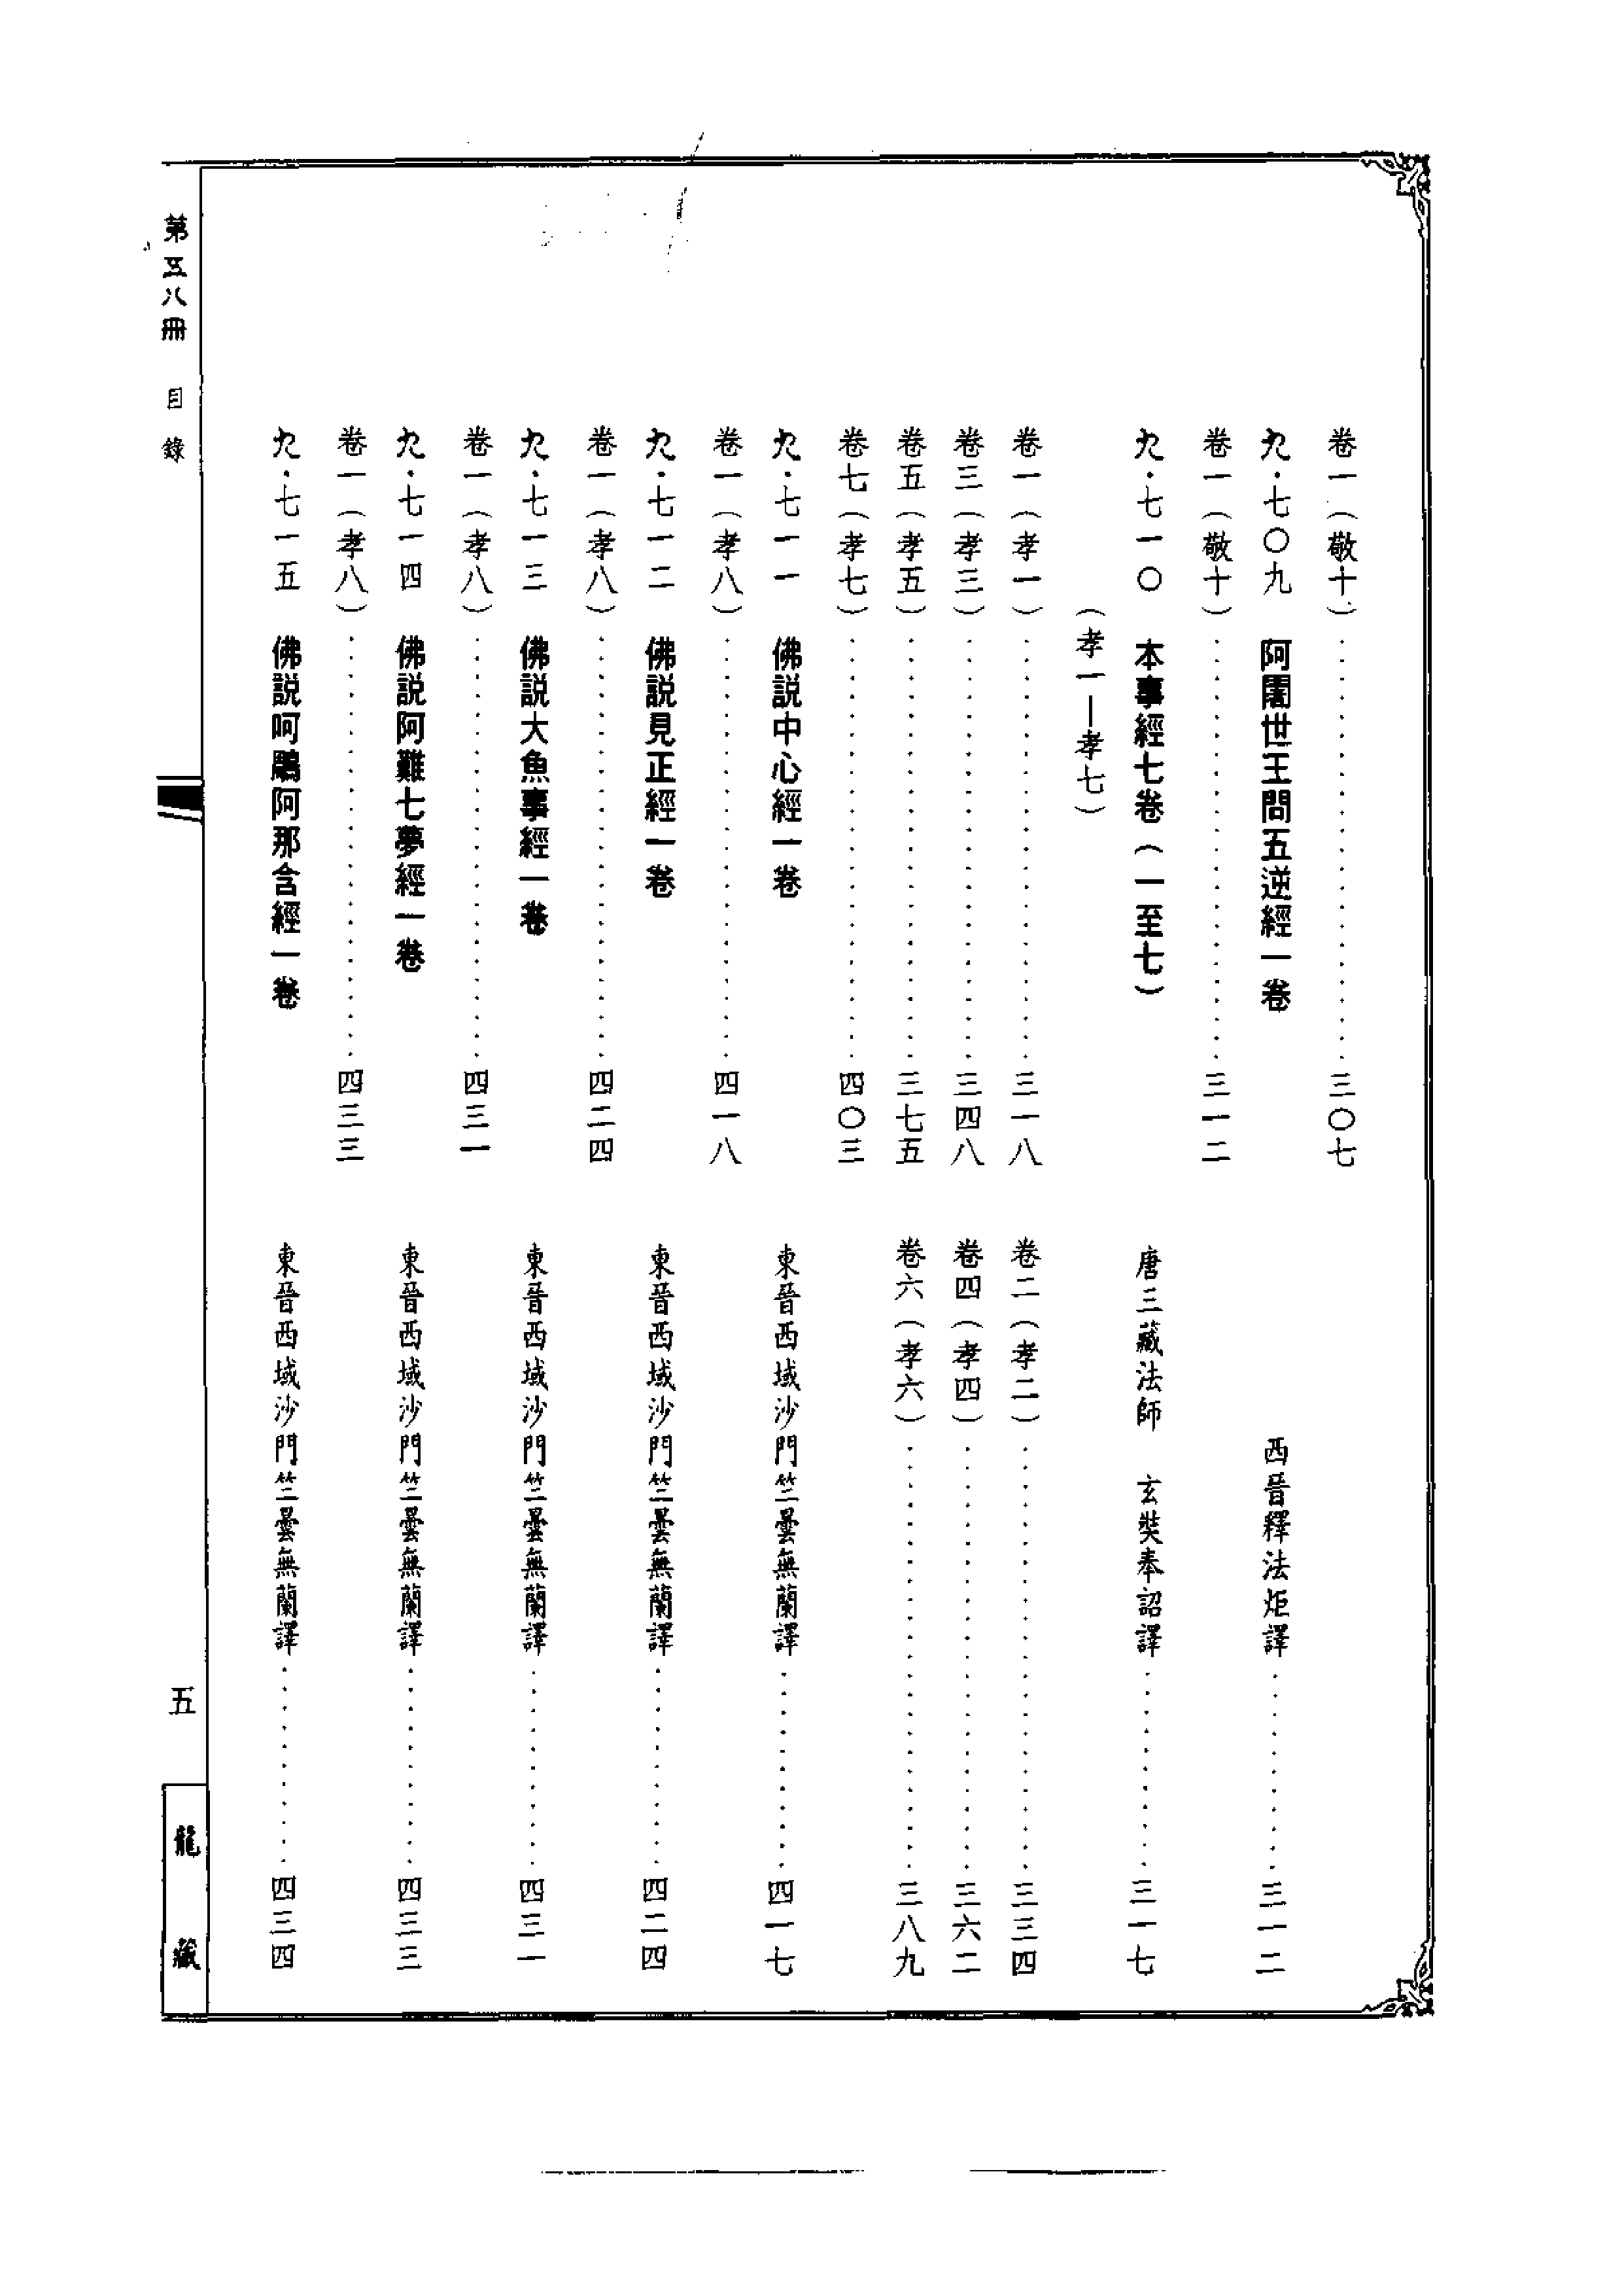 卷一（敬十）………三〇七
九·七〇九　阿闍世王問五逆經一卷　西晉釋法炬譯………三一二
卷一（敬十）………三一二
九·七一〇　本事經七卷（一至七）　唐三藏法師　玄奘奉詔譯………三一七
（孝一—孝七）
卷一（孝一）………三一八　卷二（孝二）………三三四
卷三（孝三）………三四八　卷四（孝四）………三六二
卷五（孝五）………三七五　卷六（孝六）………三八九
卷七（孝七）………四〇三
九·七一一　佛説中心經一卷　東晉西域沙門竺曇無蘭譯………四一七
卷一（孝八）………四一八
九·七一二　佛説見正經一卷　東晉西域沙門竺曇無蘭譯………四二四
卷一（孝八）………四二四
九·七一三　佛説大魚事經一卷　東晉西域沙門竺曇無蘭譯………四三一
卷一（孝八）………四三一
九·七一四　佛説阿難七夢經一卷　東晉西域沙門竺曇無蘭譯………四三三
卷一（孝八）………四三三
九·七一五　佛説呵鵰阿那含經一卷　東晉西域沙門竺曇無蘭譯………四三四
第五八冊　目錄　五　龍藏